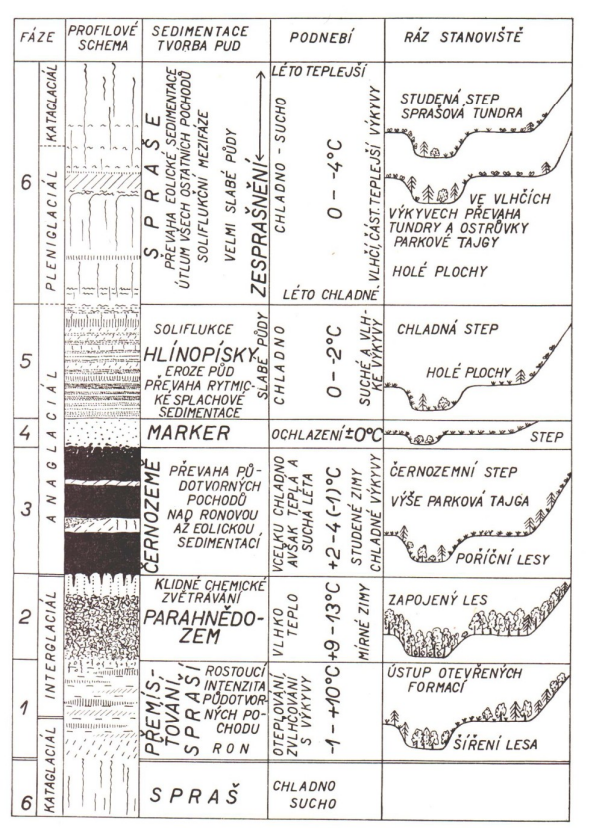 FÁZE
PROFILOVÉ
SCHEMA
SEDIMENTACE
TVORBA PUD
PODNEBÍ
RÁZ STANOVIŠTĚ
6
KATAGLACIÁL
PLENIGLACIÁL
SPRAŠE
PŘEVAHA EOLICKÉ SEDIMENTACE
ÚTLUM VŠECH OSTATNÍCH POCHODŮ
SOLIFLUKČNÍ MEZIFÁZE
VELMI SLABÉ PŮDY
ZESPRAŠNĚNÍ
LÉTO TEPLEJŠÍ
CHLADNO - SUCHO
0 - -4°C
VLHČÍ, ČÁST. TEPLEJŠÍ VÝKYVY
LÉTO CHLADNÉ
STUDENÁ STEP
SPRAŠOVÁ TUNDRA
VE VLHČÍCH
VÝKYVECH PŘEVAHA
TUNDRY A OSTRŮVKY
PARKOVÉ TAJGY
HOLÉ PLOCHY
5
ANAGLACIÁL
SOLIFLUKCE
HLÍNOPÍSKY
EROZE PŮD
PŘEVAHA RYTMIC-
KÉ SPLACHOVÉ
SEDIMENTACE
SLABÉ PŮDY
CHLADNO
0 - -2°C
SUCHÉ A VLH-
KÉ VÝKYVY
CHLADNÁ STEP
HOLÉ PLOCHY
4
MARKER
OCHLAZENÍ ±0°C
STEP
3
ČERNOZEMĚ
PŘEVAHA PŮ-
DOTVORNÝCH
POCHODŮ
NAD RONOVOU
AŽ EOLICKOU
SEDIMENTACÍ
VCELKU CHLADNO
AVŠAK TEPLA A
SUCHA LÉTA
+2-4(-1)°C
STUDENÉ ZIMY
CHLADNÉ VÝKYVY
ČERNOZEMNÍ STEP
VÝŠE PARKOVÁ TAJGA
POŘÍČNÍ LESY
2
INTERGLACIÁL
KLIDNÉ CHEMICKÉ
ZVĚTRÁVÁNÍ
PARAHNĚDO-
ZEM
VLHKO
TEPLO
+9-13°C
MÍRNÉ ZIMY
ZAPOJENÝ LES
1
PŘEMÍS-
TOVÁNÍ
SPRAŠÍ
ROSTOUCÍ
INTENZITA
PŮDOTVOR-
NÝCH PO-
CHODU
RON
OTEPLOVÁNÍ,
ZVLHČOVÁNÍ
S VÝKYVY
-1-+10°C
ÚSTUP OTEVŘENÝCH
FORMACÍ
ŠÍŘENÍ LESA
6
KATAGLACIÁL
SPRAŠ
CHLADNO
SUCHO